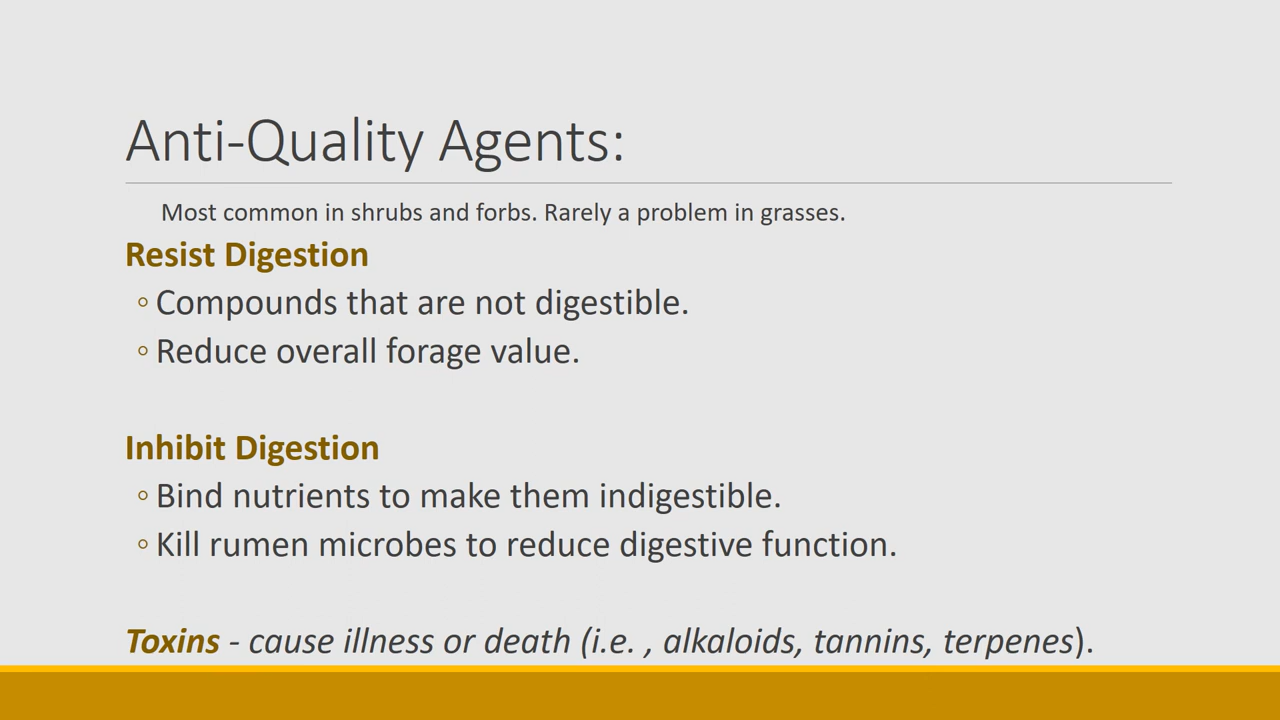 Anti-Quality Agents:
Most common in shrubs and forbs. Rarely a problem in grasses.
Resist Digestion
◦ Compounds that are not digestible.
◦ Reduce overall forage value.
Inhibit Digestion
◦ Bind nutrients to make them indigestible.
◦ Kill rumen microbes to reduce digestive function.
Toxins - cause illness or death (i.e. , alkaloids, tannins, terpenes).